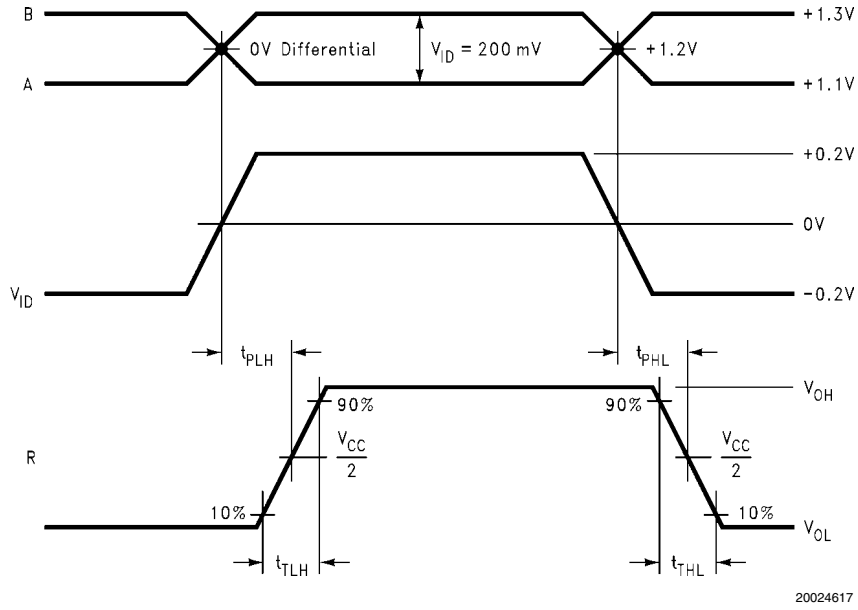 B
+1.3V
0V Differential
V_ID = 200 mV
+1.2V
A
+1.1V
+0.2V
0V
V_ID
-0.2V
t_PLH
t_PHL
V_OH
90%
90%
R
V_CC
2
V_CC
2
10%
10%
V_OL
t_TLH
t_THL
20024617